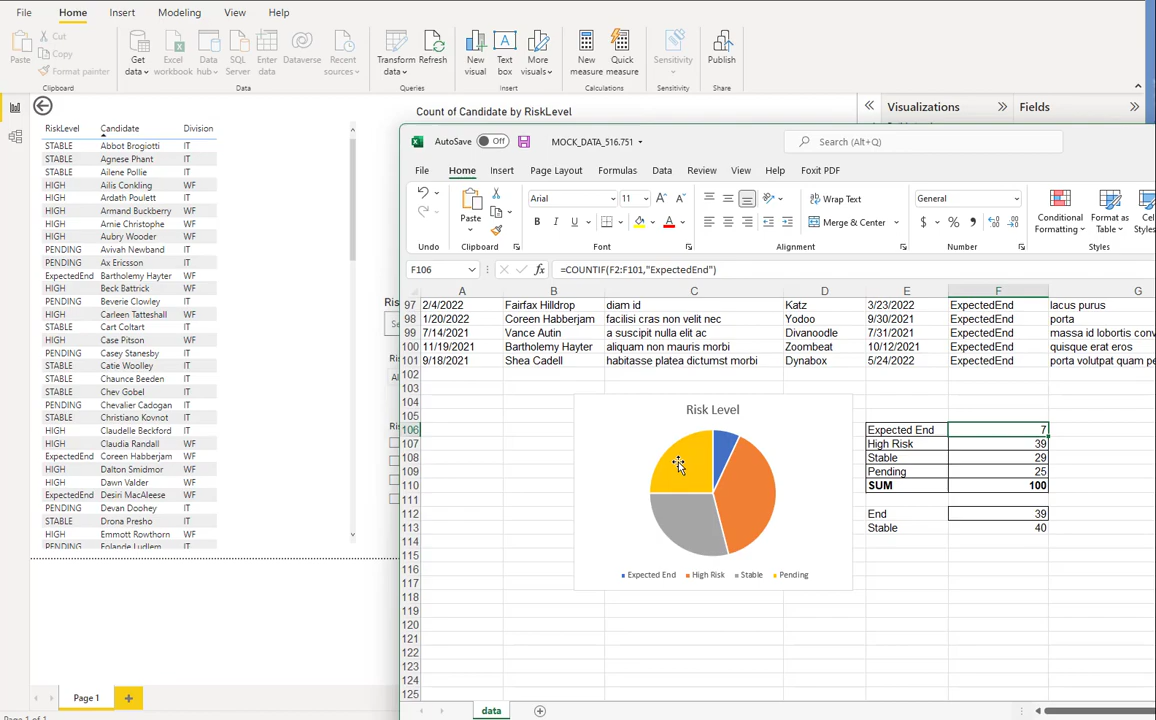 File Home Insert Modeling View Help
Paste Cut Copy Format painter
Get data Excel workbook Data hub SQL Server Enter data Dataverse Recent sources
Transform data Refresh New visual Text box More visuals New measure Quick measure Sensitivity Publish
Clipboard Data Queries Insert Calculations Sensitivity Share
Count of Candidate by RiskLevel
Visualizations Fields
RiskLevel Candidate Division
STABLE Abbot Brogiotti IT
STABLE Agnese Phant IT
STABLE Ailene Pollie IT
HIGH Ailis Conkling WF
HIGH Ardath Poulett WF
HIGH Armand Buckberry WF
HIGH Arnie Christophe WF
HIGH Aubry Wooder WF
PENDING Avivah Newband IT
PENDING Ax Ericsson IT
ExpectedEnd Bartholemy Hayter WF
HIGH Beck Battrick WF
PENDING Beverie Clowley IT
HIGH Carleen Tatteshall WF
STABLE Cart Coltart IT
HIGH Case Pitson WF
PENDING Casey Stanesby IT
STABLE Catie Woolley IT
STABLE Chaunce Beeden IT
STABLE Chev Gobel IT
PENDING Chevalier Cadogan IT
STABLE Christiano Kovnot IT
HIGH Claudelle Beckford IT
HIGH Claudia Randall WF
ExpectedEnd Coreen Habberjam WF
HIGH Dalton Smidmor WF
HIGH Dawn Valder WF
ExpectedEnd Desiri MacAleese WF
PENDING Devan Doohey IT
STABLE Drona Presho IT
HIGH Emmott Rowthorn WF
PENDING Eolande Ludlem IT
Page 1
Page 1 of 1
AutoSave Off MOCK_DATA_516.751 Search (Alt+Q)
File Home Insert Page Layout Formulas Data Review View Help Foxit PDF
Paste Arial 11 Wrap Text General
B I U Merge & Center $ % Conditional Formatting Format as Table
Undo Clipboard Font Alignment Number Styles
F106 fx =COUNTIF(F2:F101,"ExpectedEnd")
A B C D E F G
97 2/4/2022 Fairfax Hilldrop diam id Katz 3/23/2022 ExpectedEnd lacus purus
98 1/20/2022 Coreen Habberjam facilisi cras non velit nec Yodoo 9/30/2021 ExpectedEnd porta
99 7/14/2021 Vance Autin a suscipit nulla elit ac Divanoodle 7/31/2021 ExpectedEnd massa id lobortis conv
100 11/19/2021 Bartholemy Hayter aliquam non mauris morbi Zoombeat 10/12/2021 ExpectedEnd quisque erat eros
101 9/18/2021 Shea Cadell habitasse platea dictumst morbi Dynabox 5/24/2022 ExpectedEnd porta volutpat quam pe
102
103
104
105
106 Expected End 7
107 High Risk 39
108 Stable 29
109 Pending 25
110 SUM 100
111
112 End 39
113 Stable 40
114
115
116
117
118
119
120
121
122
123
124
125
Risk Level
Expected End High Risk Stable Pending
data